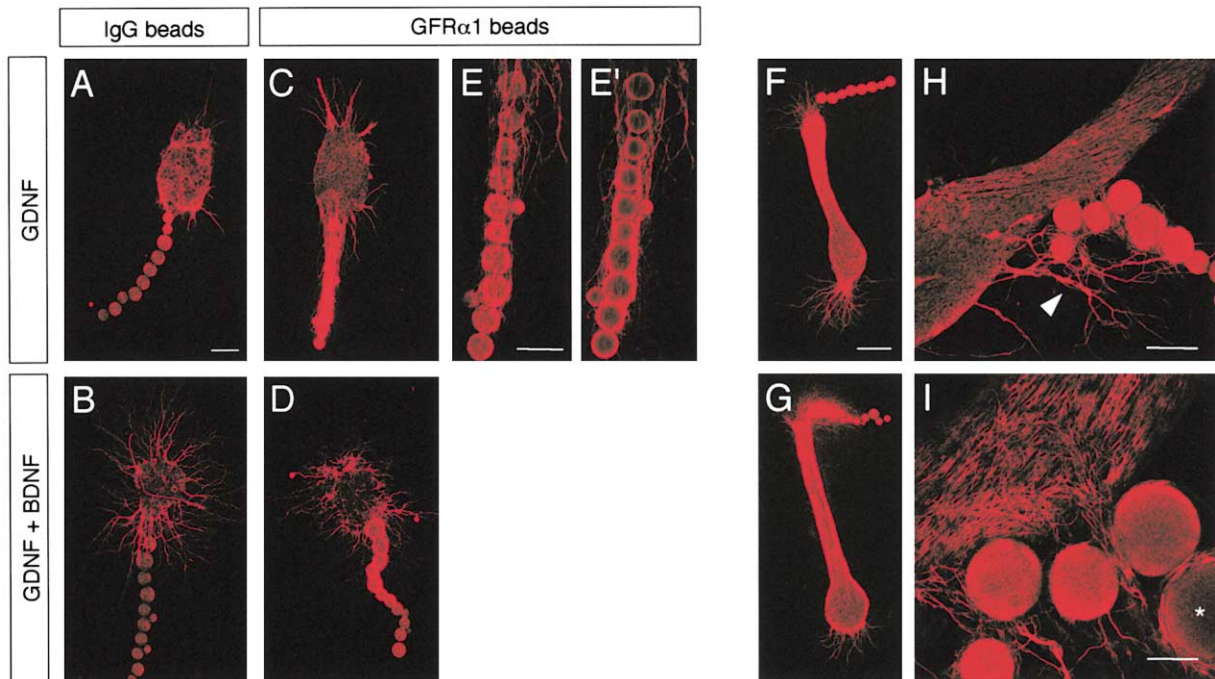 IgG beads
GFRα1 beads
GDNF
A
C
E
E'
F
H
GDNF + BDNF
B
D
G
I
*